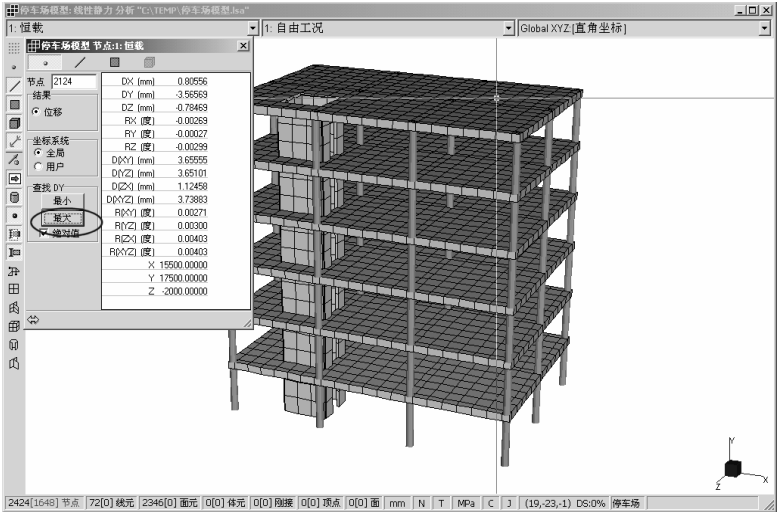 停车场模型: 线性静力 分析 "C:\TEMP\停车场模型.lsa"
1: 恒载
1: 自由工况
Global XYZ:[直角坐标]
停车场模型 节点:1: 恒载
节点 2124
结果
位移
坐标系统
全局
用户
查找 DY
最小
最大
绝对值
DX (mm) 0.80556
DY (mm) -3.56569
DZ (mm) -0.78469
RX (度) -0.00269
RY (度) -0.00027
RZ (度) -0.00299
D(XY) (mm) 3.65555
D(YZ) (mm) 3.65101
D(ZX) (mm) 1.12458
D(XYZ) (mm) 3.73883
R(XY) (度) 0.00271
R(YZ) (度) 0.00300
R(ZX) (度) 0.00403
R(XYZ) (度) 0.00403
X 15500.00000
Y 17500.00000
Z -2000.00000
Y
X
Z
2424[1648] 节点 72[0] 线元 2346[0] 面元 0[0] 体元 0[0] 刚接 0[0] 顶点 0[0] 面 mm N T MPa C J (19,-23,-1) DS:0% 停车场